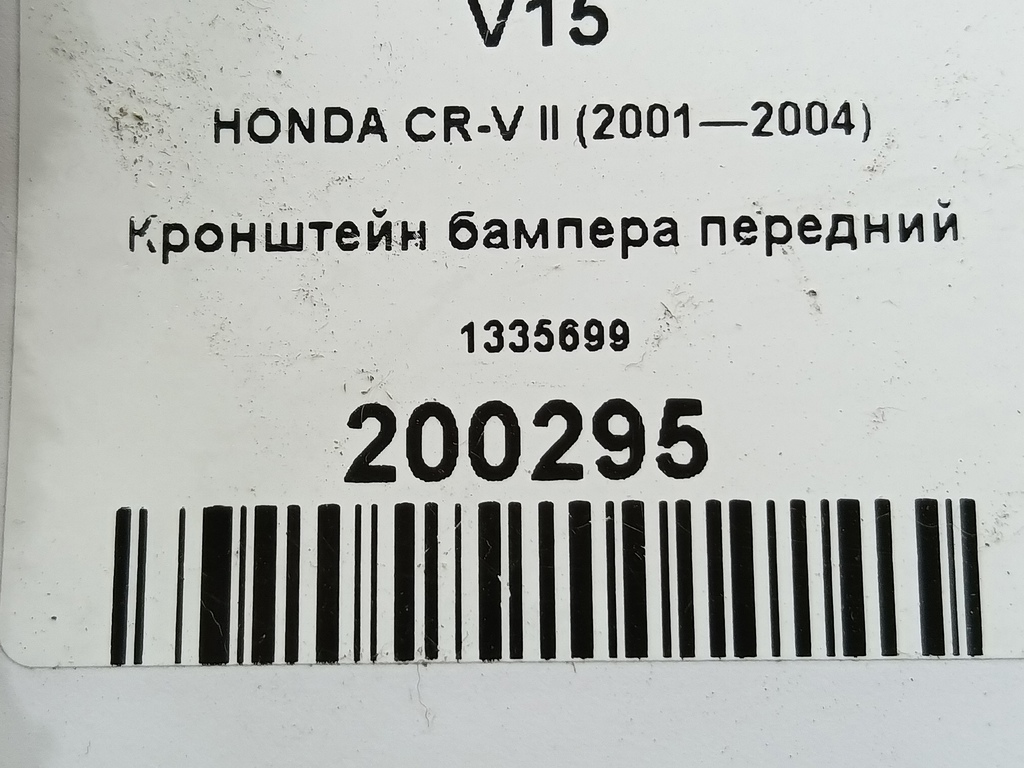 V15
HONDA CR-V II (2001—2004)
Кронштейн бампера передний
1335699
200295